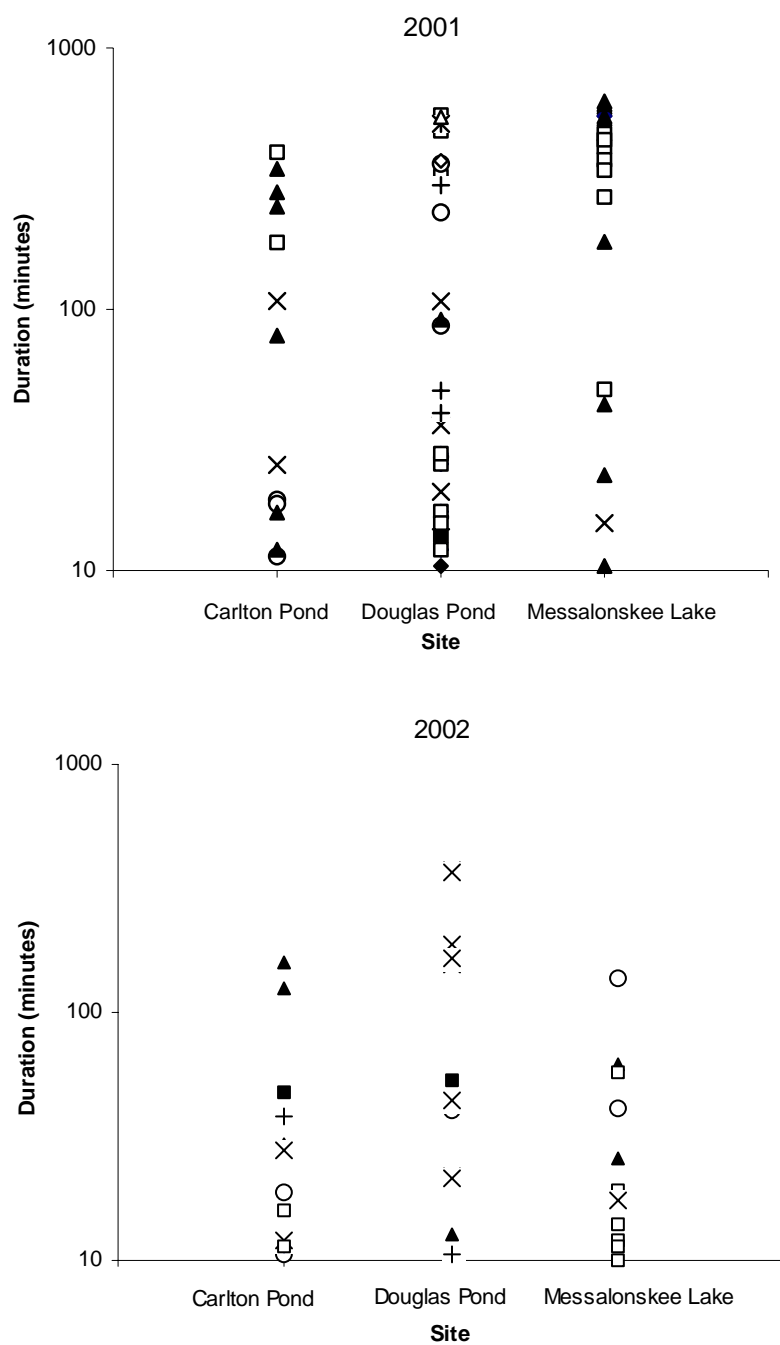 2001
1000
100
10
Duration (minutes)
Carlton Pond Douglas Pond Messalonskee Lake
Site
2002
1000
100
10
Duration (minutes)
Carlton Pond Douglas Pond Messalonskee Lake
Site